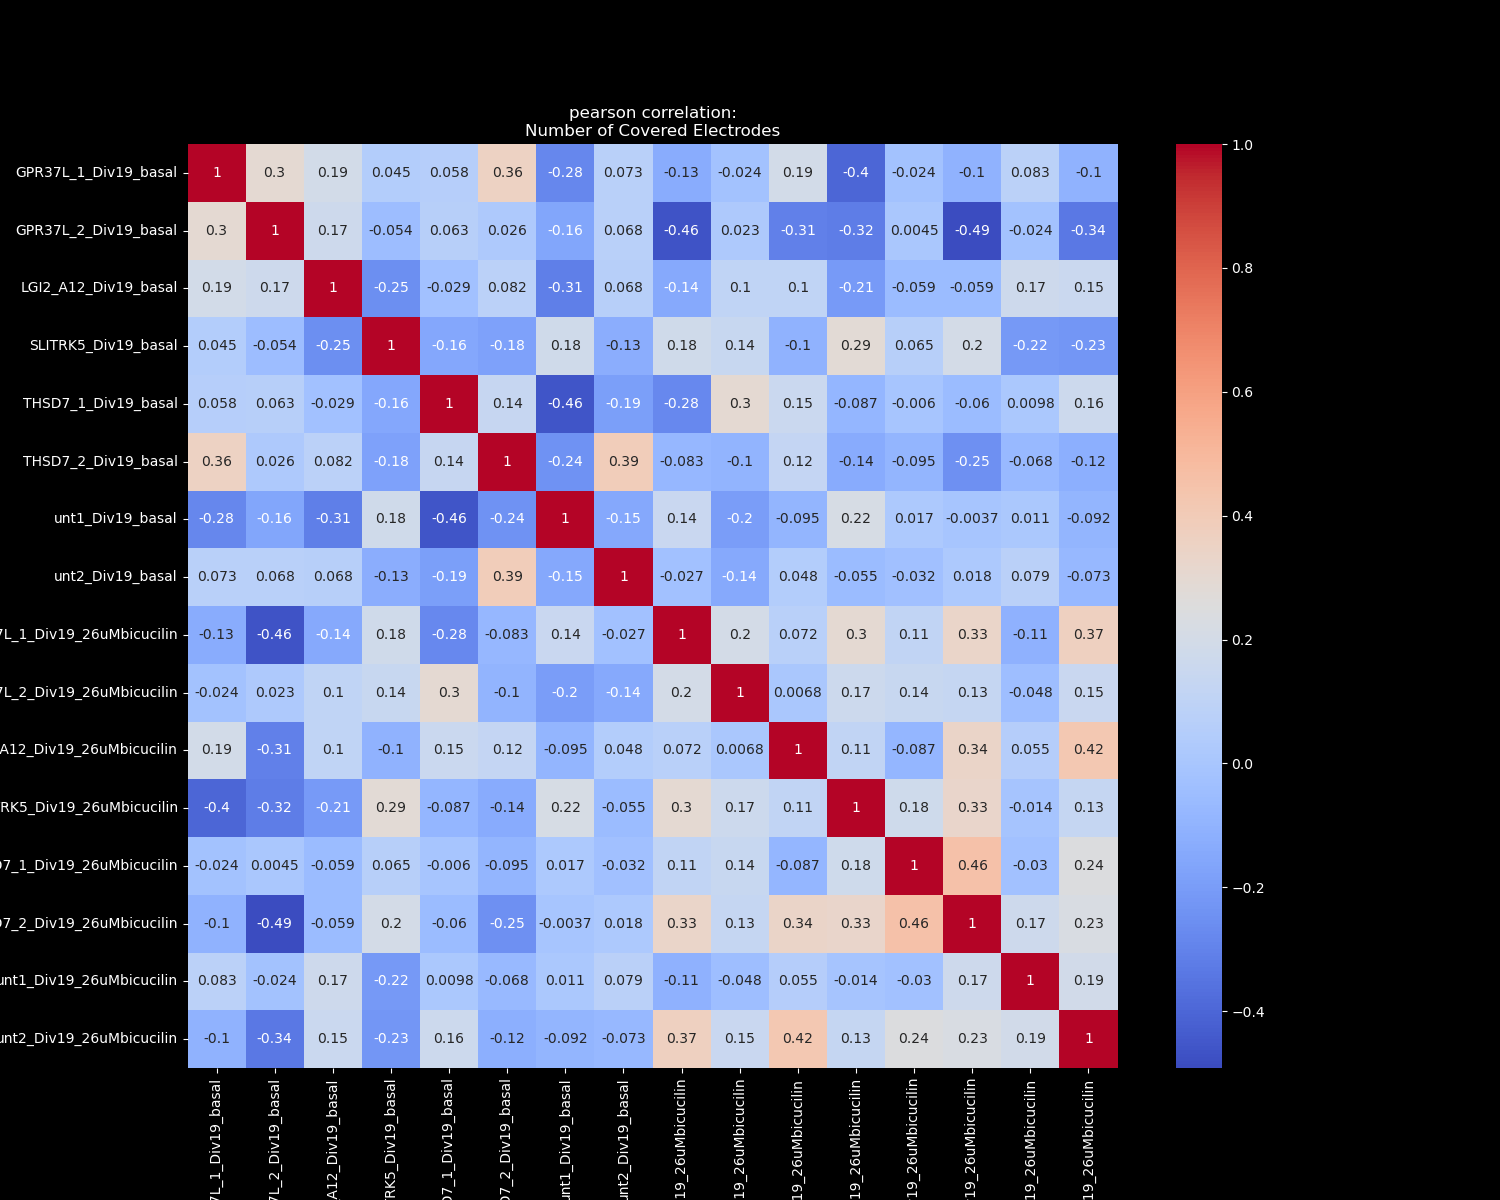 pearson correlation:
Number of Covered Electrodes
GPR37L_1_Div19_basal 1 0.3 0.19 0.045 0.058 0.36 -0.28 0.073 -0.13 -0.024 0.19 -0.4 -0.024 -0.1 0.083 -0.1
GPR37L_2_Div19_basal 0.3 1 0.17 -0.054 0.063 0.026 -0.16 0.068 -0.46 0.023 -0.31 -0.32 0.0045 -0.49 -0.024 -0.34
LGI2_A12_Div19_basal 0.19 0.17 1 -0.25 -0.029 0.082 -0.31 0.068 -0.14 0.1 0.1 -0.21 -0.059 -0.059 0.17 0.15
SLITRK5_Div19_basal 0.045 -0.054 -0.25 1 -0.16 -0.18 0.18 -0.13 0.18 0.14 -0.1 0.29 0.065 0.2 -0.22 -0.23
THSD7_1_Div19_basal 0.058 0.063 -0.029 -0.16 1 0.14 -0.46 -0.19 -0.28 0.3 0.15 -0.087 -0.006 -0.06 0.0098 0.16
THSD7_2_Div19_basal 0.36 0.026 0.082 -0.18 0.14 1 -0.24 0.39 -0.083 -0.1 0.12 -0.14 -0.095 -0.25 -0.068 -0.12
unt1_Div19_basal -0.28 -0.16 -0.31 0.18 -0.46 -0.24 1 -0.15 0.14 -0.2 -0.095 0.22 0.017 -0.0037 0.011 -0.092
unt2_Div19_basal 0.073 0.068 0.068 -0.13 -0.19 0.39 -0.15 1 -0.027 -0.14 0.048 -0.055 -0.032 0.018 0.079 -0.073
7L_1_Div19_26uMbicucilin -0.13 -0.46 -0.14 0.18 -0.28 -0.083 0.14 -0.027 1 0.2 0.072 0.3 0.11 0.33 -0.11 0.37
7L_2_Div19_26uMbicucilin -0.024 0.023 0.1 0.14 0.3 -0.1 -0.2 -0.14 0.2 1 0.0068 0.17 0.14 0.13 -0.048 0.15
A12_Div19_26uMbicucilin 0.19 -0.31 0.1 -0.1 0.15 0.12 -0.095 0.048 0.072 0.0068 1 0.11 -0.087 0.34 0.055 0.42
RK5_Div19_26uMbicucilin -0.4 -0.32 -0.21 0.29 -0.087 -0.14 0.22 -0.055 0.3 0.17 0.11 1 0.18 0.33 -0.014 0.13
D7_1_Div19_26uMbicucilin -0.024 0.0045 -0.059 0.065 -0.006 -0.095 0.017 -0.032 0.11 0.14 -0.087 0.18 1 0.46 -0.03 0.24
D7_2_Div19_26uMbicucilin -0.1 -0.49 -0.059 0.2 -0.06 -0.25 -0.0037 0.018 0.33 0.13 0.34 0.33 0.46 1 0.17 0.23
unt1_Div19_26uMbicucilin 0.083 -0.024 0.17 -0.22 0.0098 -0.068 0.011 0.079 -0.11 -0.048 0.055 -0.014 -0.03 0.17 1 0.19
unt2_Div19_26uMbicucilin -0.1 -0.34 0.15 -0.23 0.16 -0.12 -0.092 -0.073 0.37 0.15 0.42 0.13 0.24 0.23 0.19 1
7L_1_Div19_basal
7L_2_Div19_basal
A12_Div19_basal
TRK5_Div19_basal
D7_1_Div19_basal
D7_2_Div19_basal
unt1_Div19_basal
unt2_Div19_basal
19_26uMbicucilin
19_26uMbicucilin
19_26uMbicucilin
19_26uMbicucilin
19_26uMbicucilin
19_26uMbicucilin
19_26uMbicucilin
19_26uMbicucilin
1.0
0.8
0.6
0.4
0.2
0.0
−0.2
−0.4